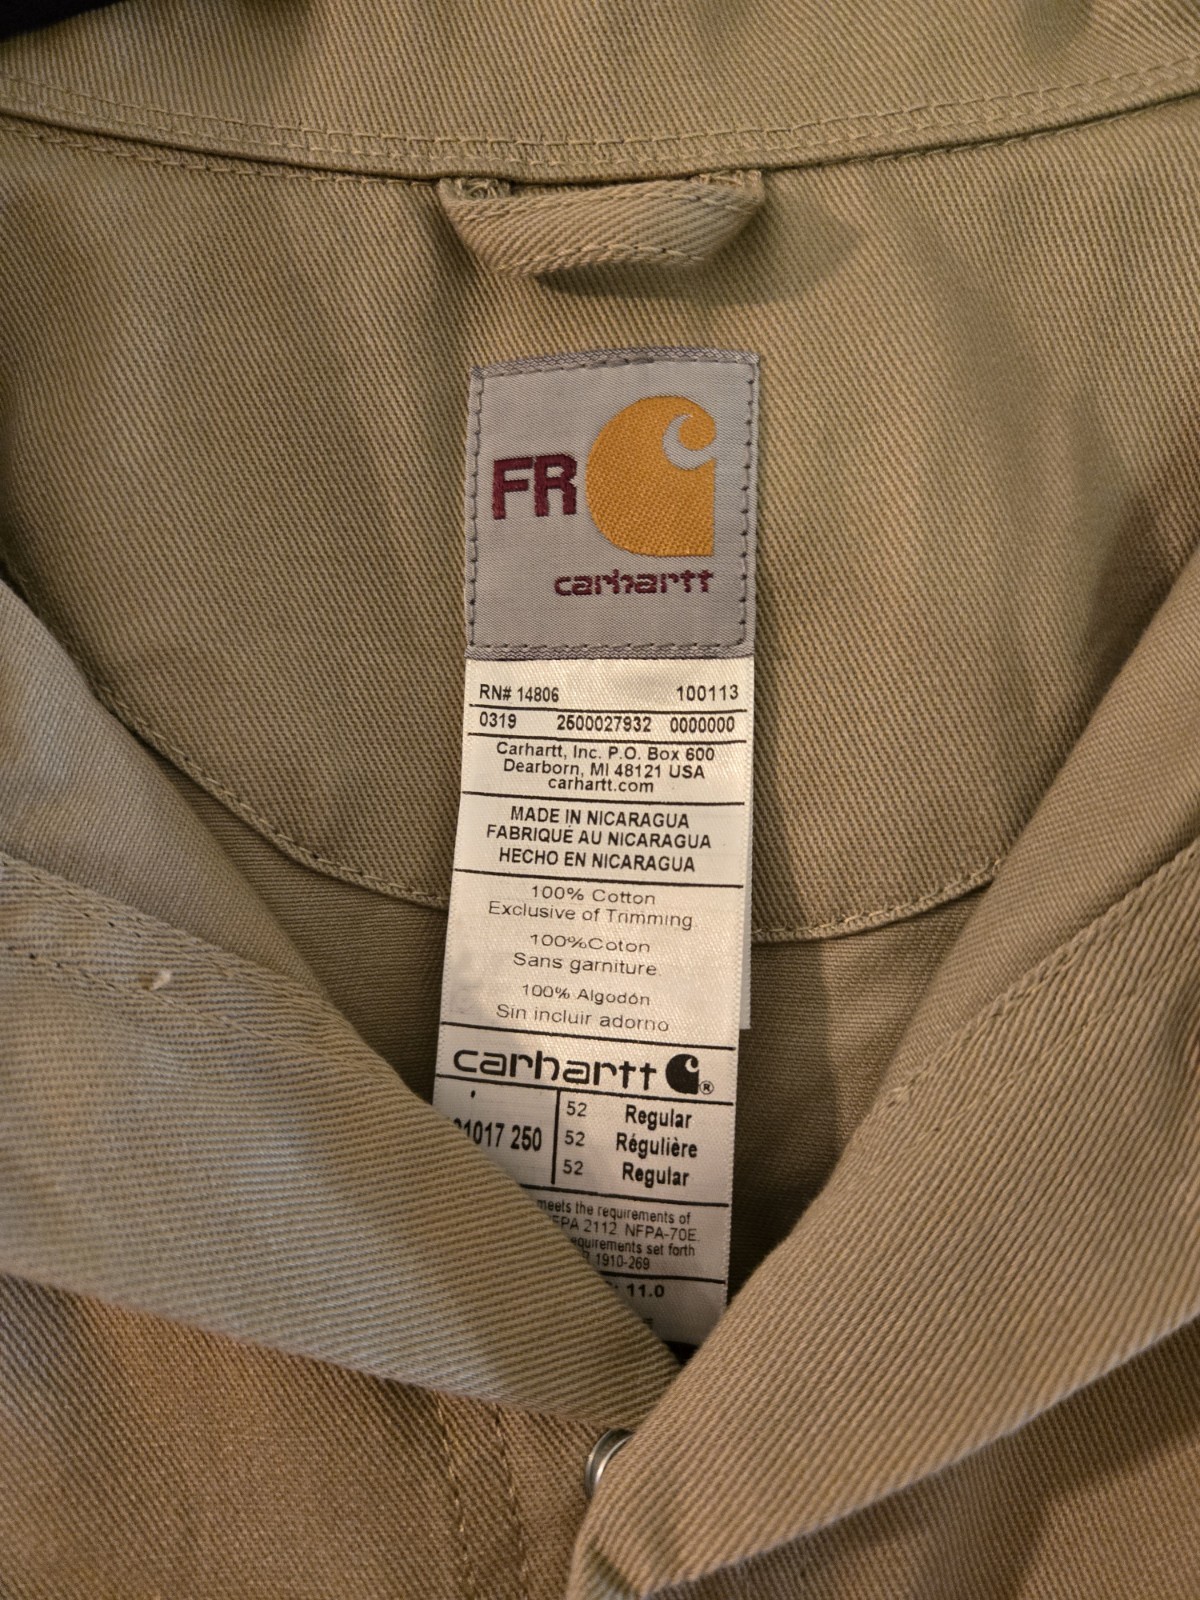 FR
carhartt
RN# 14806 100113
0319 2500027932 0000000
Carhartt, Inc. P.O. Box 600
Dearborn, MI 48121 USA
carhartt.com
MADE IN NICARAGUA
FABRIQUÉ AU NICARAGUA
HECHO EN NICARAGUA
100% Cotton
Exclusive of Trimming
100%Coton
Sans garniture
100% Algodón
Sin incluir adorno
carhartt ®
250
52 Regular
52 Régulière
52 Regular
meets the requirements of
2112 NFPA-70E
set forth
1910-269
11.0